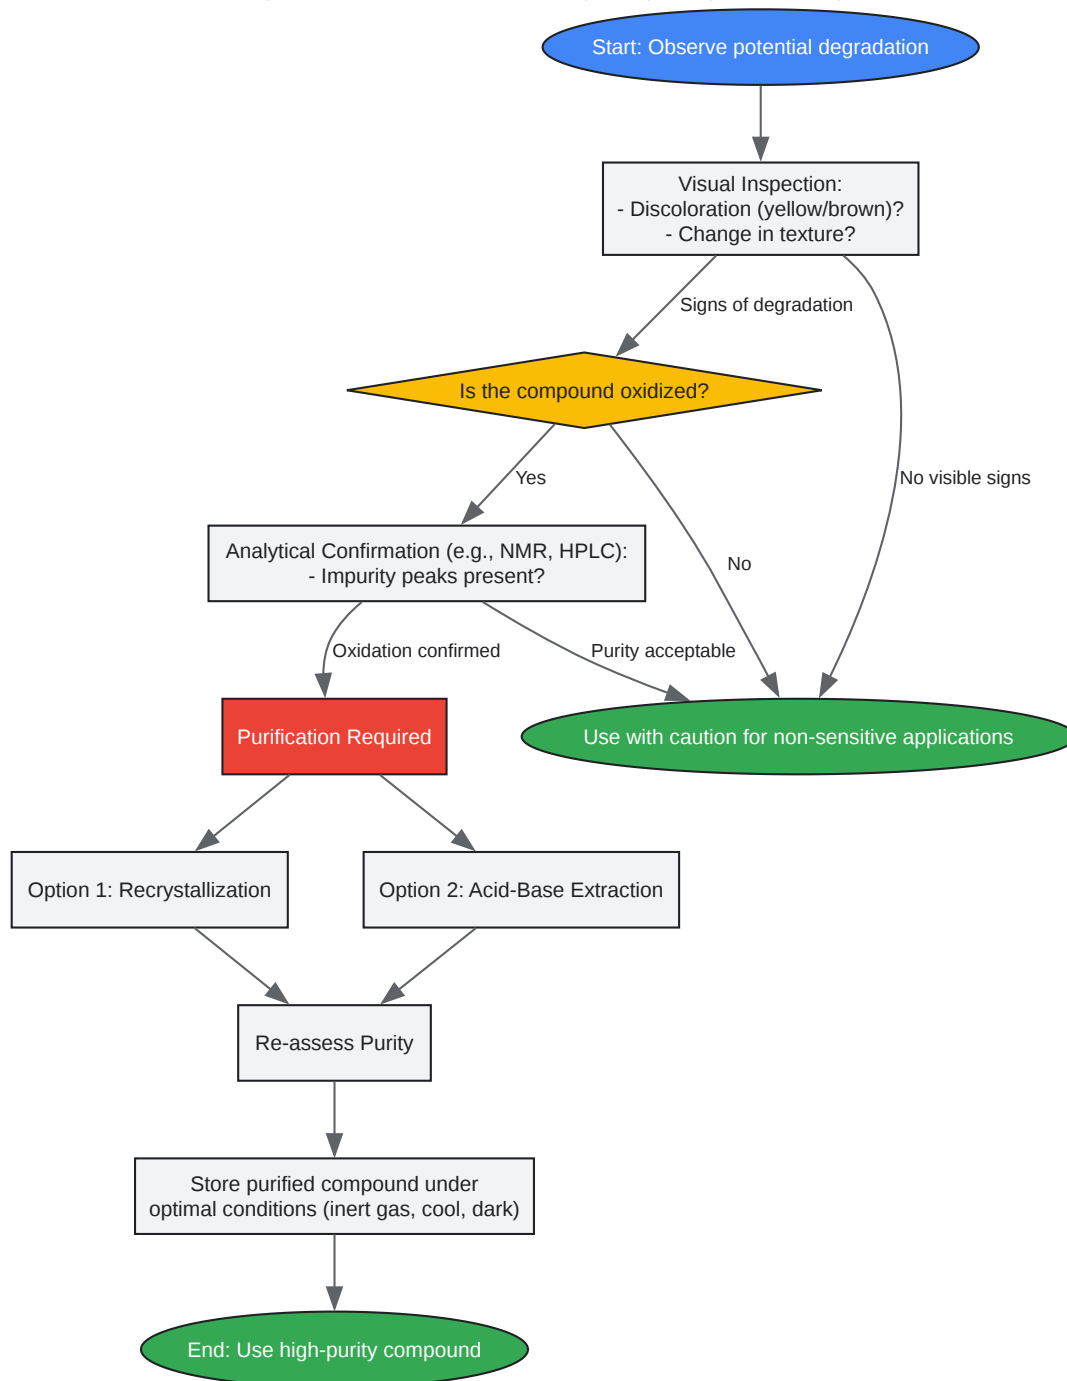 Start: Observe potential degradation
Visual Inspection:
- Discoloration (yellow/brown)?
- Change in texture?
Signs of degradation
Is the compound oxidized?
Yes
No visible signs
Analytical Confirmation (e.g., NMR, HPLC):
- Impurity peaks present?
No
Oxidation confirmed
Purity acceptable
Purification Required
Use with caution for non-sensitive applications
Option 1: Recrystallization
Option 2: Acid-Base Extraction
Re-assess Purity
Store purified compound under
optimal conditions (inert gas, cool, dark)
End: Use high-purity compound